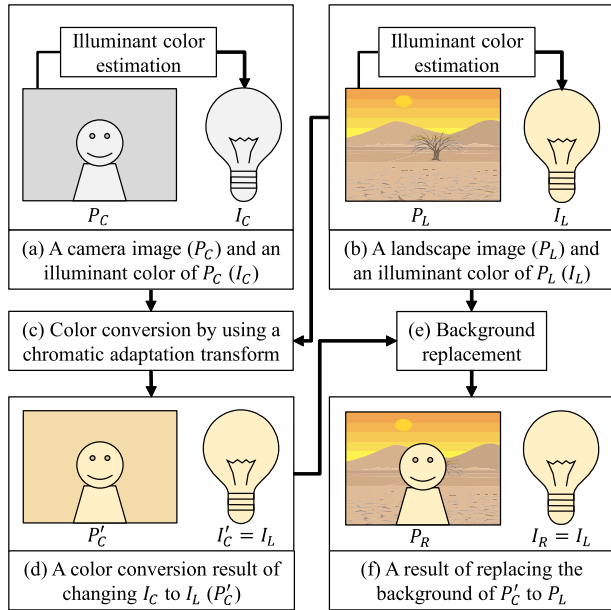 Illuminant color
estimation
P_C
I_C
(a) A camera image (P_C) and an
illuminant color of P_C (I_C)
Illuminant color
estimation
P_L
I_L
(b) A landscape image (P_L) and
an illuminant color of P_L (I_L)
(c) Color conversion by using a
chromatic adaptation transform
(e) Background
replacement
P′_C
I′_C = I_L
(d) A color conversion result of
changing I_C to I_L (P′_C)
P_R
I_R = I_L
(f) A result of replacing the
background of P′_C to P_L